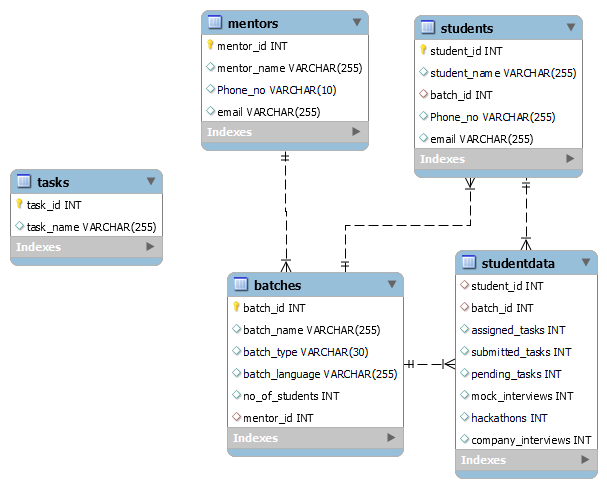 mentors
mentor_id INT
mentor_name VARCHAR(255)
Phone_no VARCHAR(10)
email VARCHAR(255)
Indexes
students
student_id INT
student_name VARCHAR(255)
batch_id INT
Phone_no VARCHAR(255)
email VARCHAR(255)
Indexes
tasks
task_id INT
task_name VARCHAR(255)
Indexes
batches
batch_id INT
batch_name VARCHAR(255)
batch_type VARCHAR(30)
batch_language VARCHAR(255)
no_of_students INT
mentor_id INT
Indexes
studentdata
student_id INT
batch_id INT
assigned_tasks INT
submitted_tasks INT
pending_tasks INT
mock_interviews INT
hackathons INT
company_interviews INT
Indexes